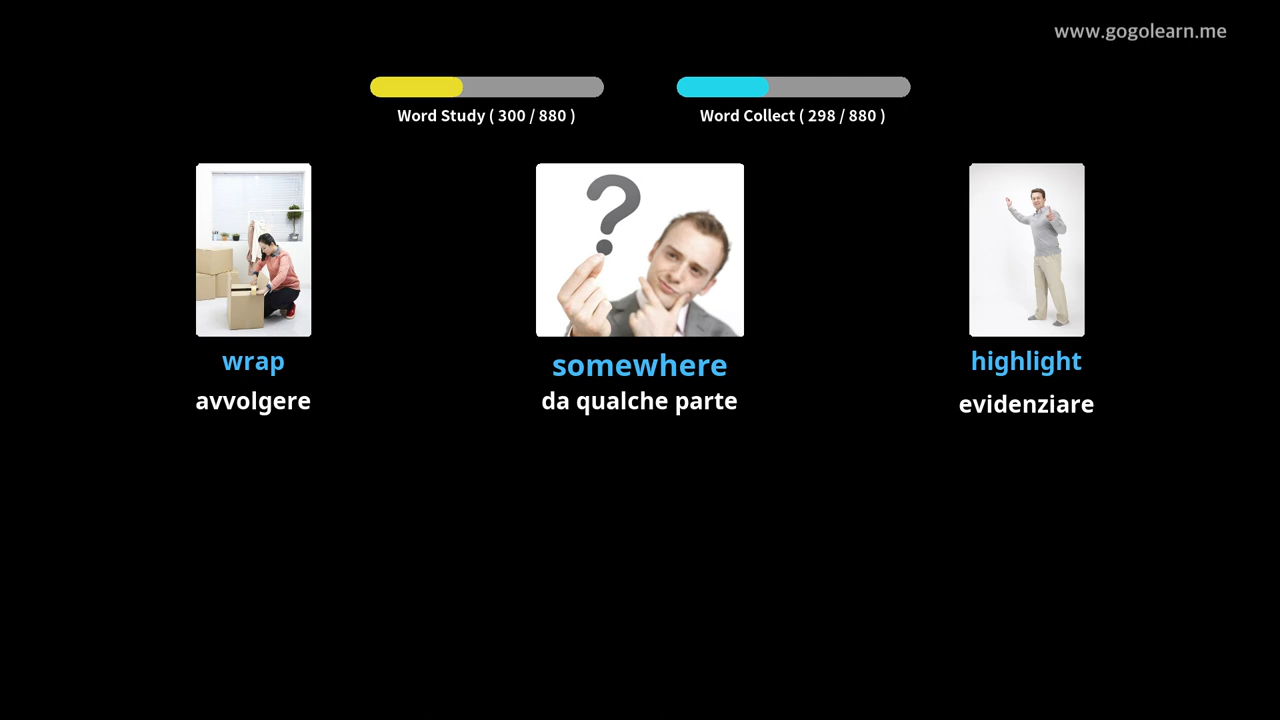 www.gogolearn.me
Word Study ( 300 / 880 )
Word Collect ( 298 / 880 )
wrap
avvolgere
somewhere
da qualche parte
highlight
evidenziare